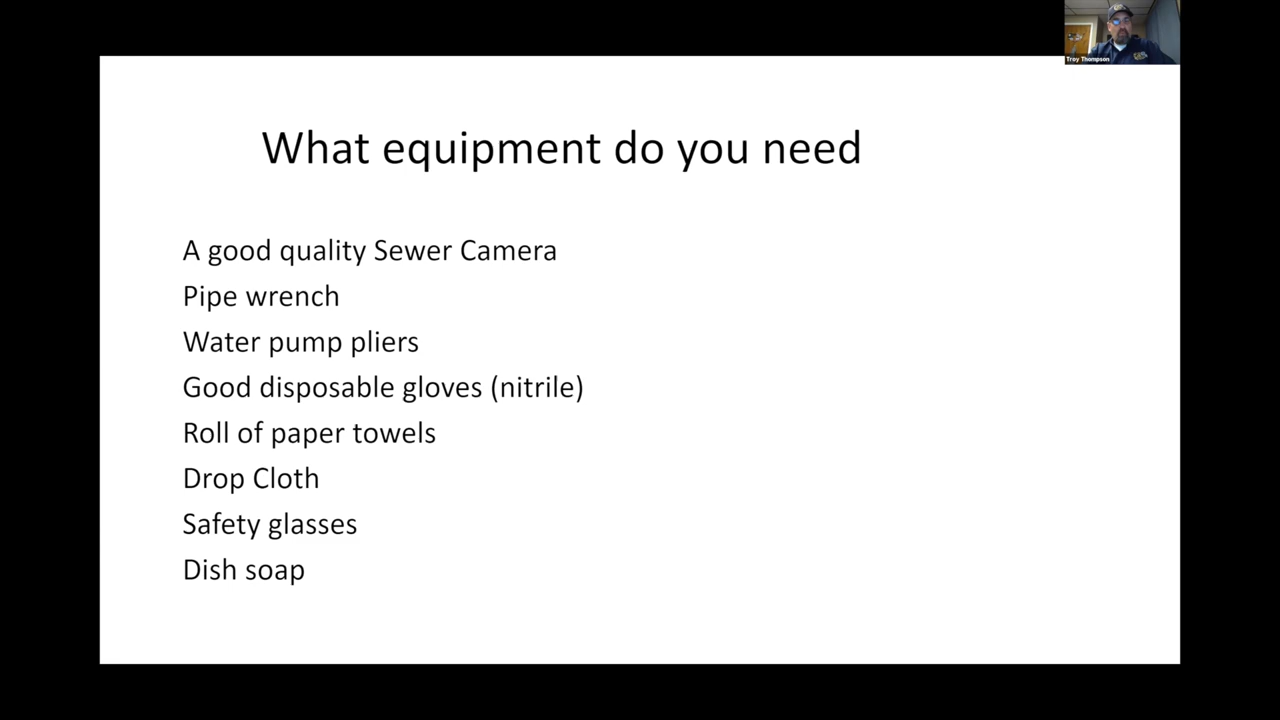 Troy Thompson
What equipment do you need
A good quality Sewer Camera
Pipe wrench
Water pump pliers
Good disposable gloves (nitrile)
Roll of paper towels
Drop Cloth
Safety glasses
Dish soap